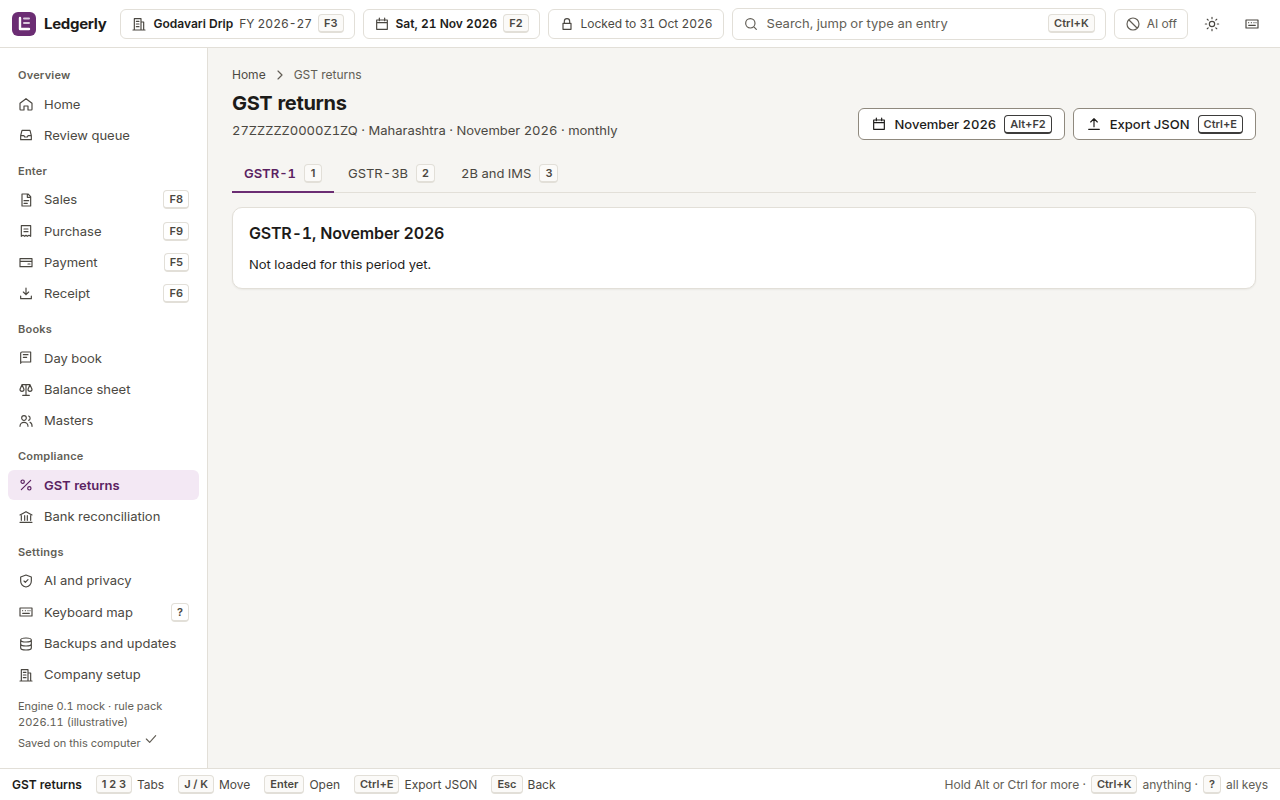 Ledgerly
Godavari Drip FY 2026-27 F3
Sat, 21 Nov 2026 F2
Locked to 31 Oct 2026
Search, jump or type an entry Ctrl+K
AI off
Overview
Home
Review queue
Enter
Sales F8
Purchase F9
Payment F5
Receipt F6
Books
Day book
Balance sheet
Masters
Compliance
GST returns
Bank reconciliation
Settings
AI and privacy
Keyboard map ?
Backups and updates
Company setup
Engine 0.1 mock · rule pack
2026.11 (illustrative)
Saved on this computer
Home > GST returns
GST returns
27ZZZZZ0000Z1ZQ · Maharashtra · November 2026 · monthly
November 2026 Alt+F2
Export JSON Ctrl+E
GSTR-1 1
GSTR-3B 2
2B and IMS 3
GSTR-1, November 2026
Not loaded for this period yet.
GST returns 1 2 3 Tabs J / K Move Enter Open Ctrl+E Export JSON Esc Back
Hold Alt or Ctrl for more · Ctrl+K anything · ? all keys